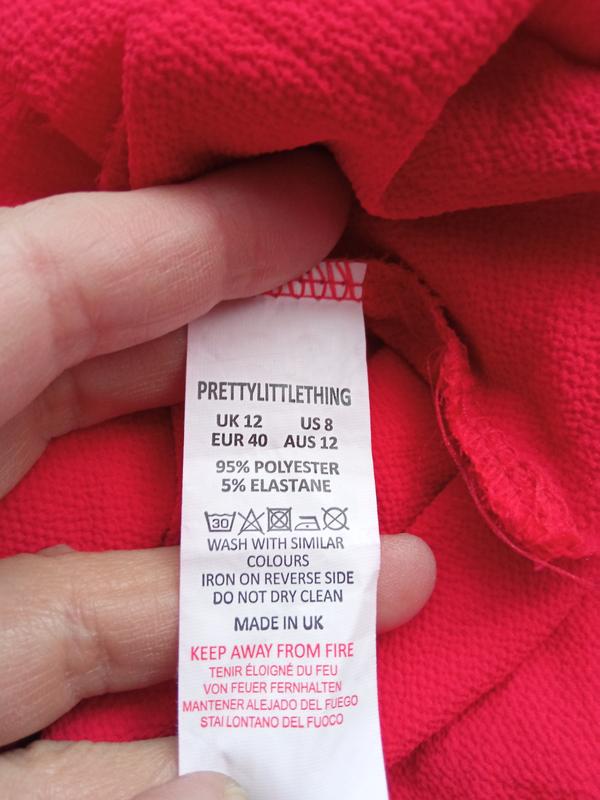 PRETTYLITTLETHING
UK 12 US 8
EUR 40 AUS 12
95% POLYESTER
5% ELASTANE
30
WASH WITH SIMILAR
COLOURS
IRON ON REVERSE SIDE
DO NOT DRY CLEAN
MADE IN UK
KEEP AWAY FROM FIRE
TENIR ÉLOIGNÉ DU FEU
VON FEUER FERNHALTEN
MANTENER ALEJADO DEL FUEGO
STAI LONTANO DEL FUOCO